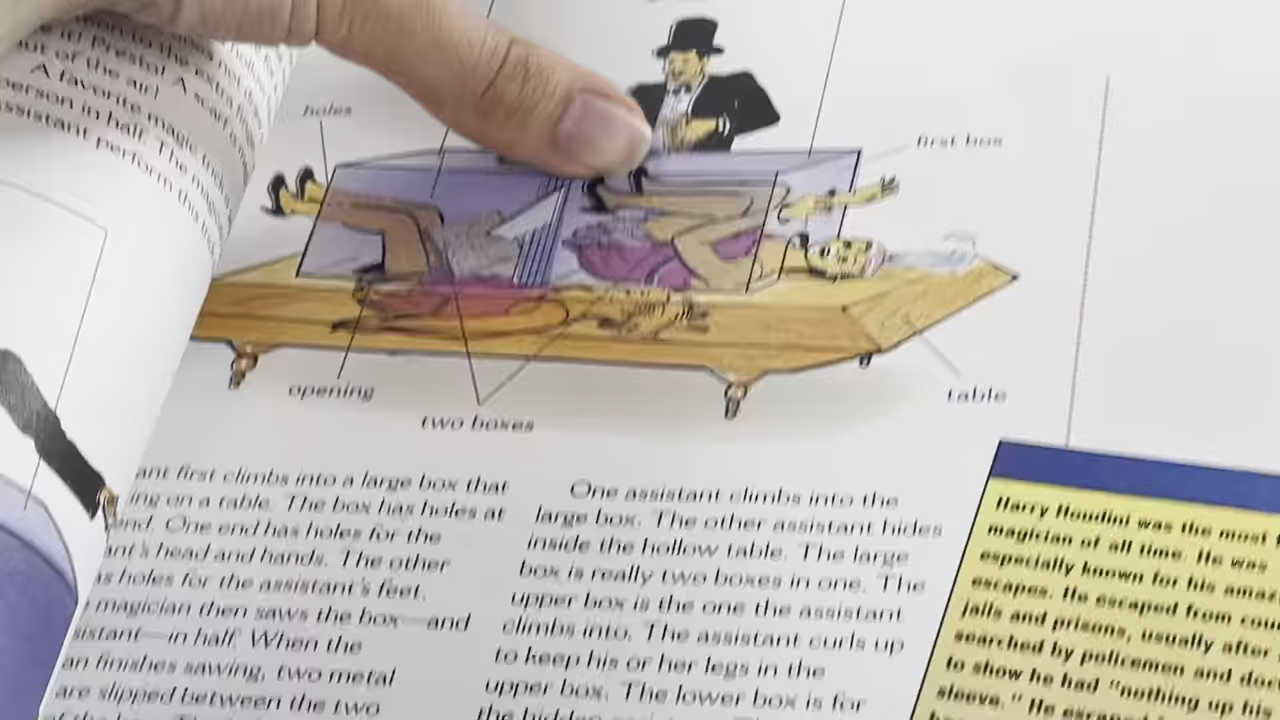 it! Presto! A scarf
out of the air!
A favorite magic
person in half. The
assistant perform this
holes
first box
opening
two boxes
table
ant first climbs into a large box that
ing on a table. The box has holes at
end. One end has holes for the
ant's head and hands. The other
as holes for the assistant's feet.
magician then saws the box—and
sistant—in half. When the
an finishes sawing, two metal
are slipped between the two
One assistant climbs into the
large box. The other assistant hides
inside the hollow table. The large
box is really two boxes in one. The
upper box is the one the assistant
climbs into. The assistant curls up
to keep his or her legs in the
upper box. The lower box is for
the hidden
Harry Houdini was the most
magician of all time. He was
especially known for his
escapes. He escaped from
jails and prisons, usually after
searched by policemen and
to show he had "nothing up his
sleeve." He